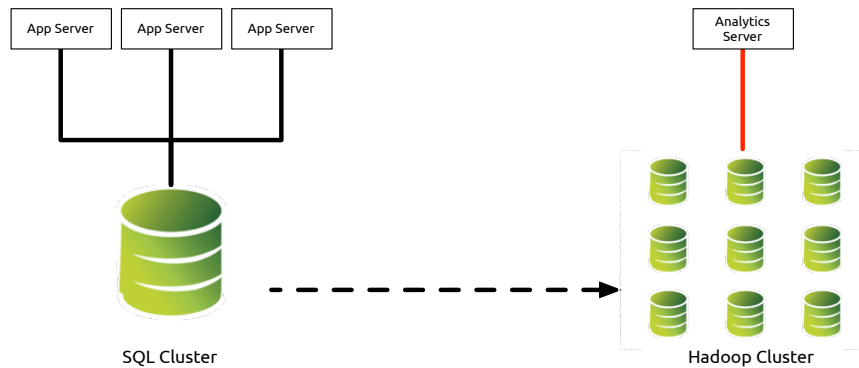 App Server
App Server
App Server
Analytics
Server
SQL Cluster
Hadoop Cluster